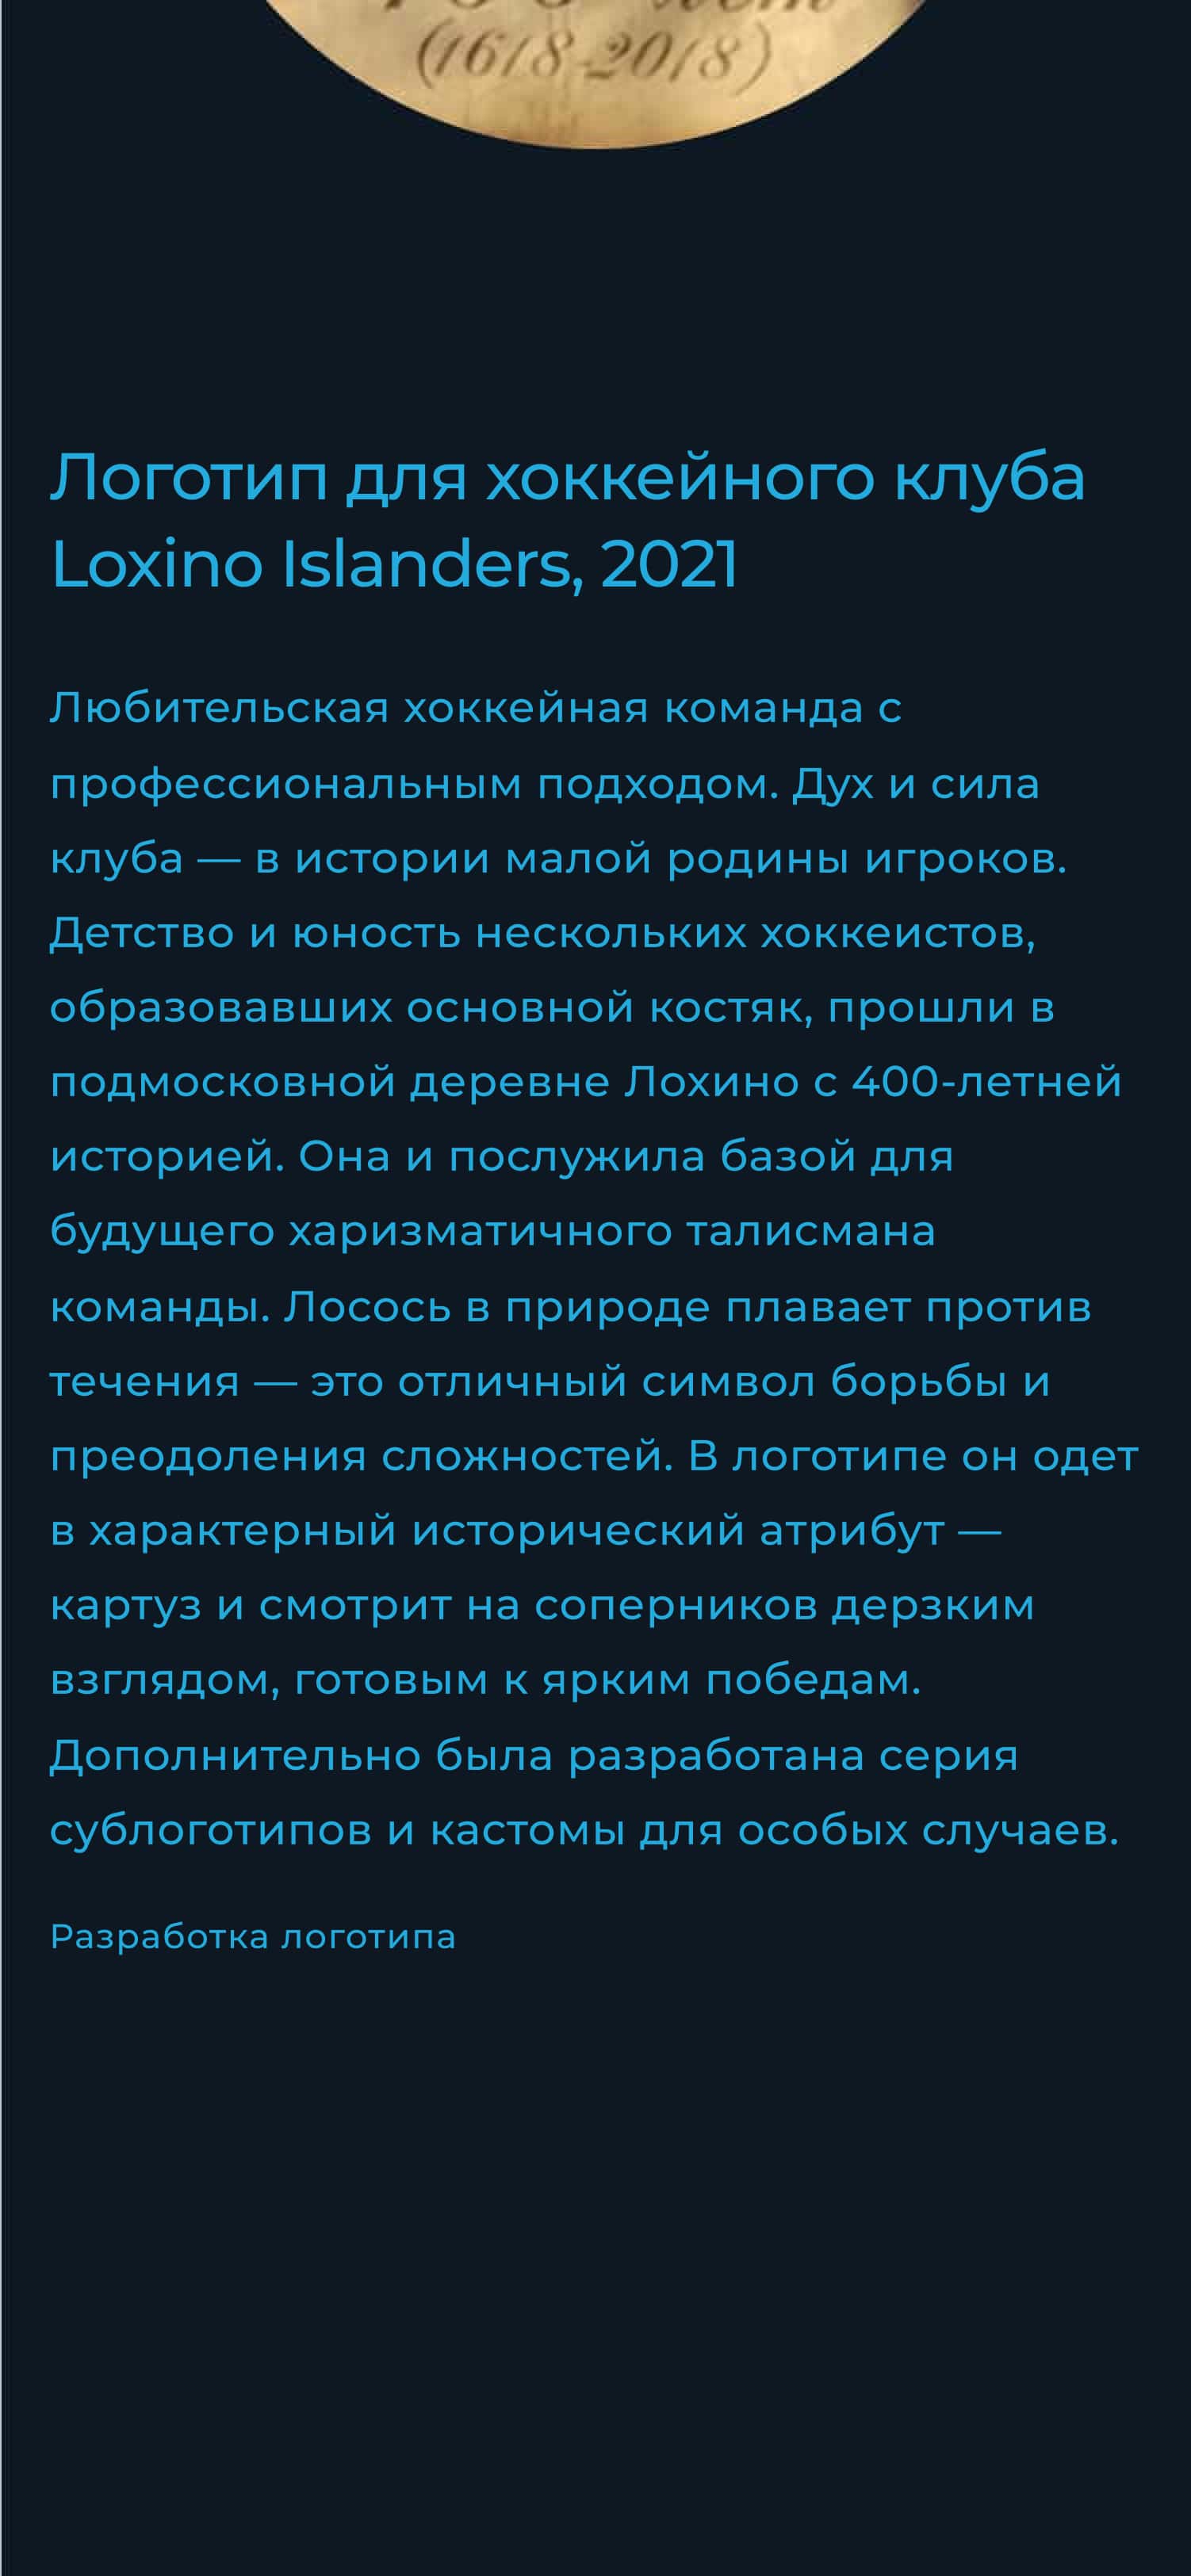 (1618-2018)
Логотип для хоккейного клуба
Loxino Islanders, 2021
Любительская хоккейная команда с
профессиональным подходом. Дух и сила
клуба — в истории малой родины игроков.
Детство и юность нескольких хоккеистов,
образовавших основной костяк, прошли в
подмосковной деревне Лохино с 400-летней
историей. Она и послужила базой для
будущего харизматичного талисмана
команды. Лосось в природе плавает против
течения — это отличный символ борьбы и
преодоления сложностей. В логотипе он одет
в характерный исторический атрибут —
картуз и смотрит на соперников дерзким
взглядом, готовым к ярким победам.
Дополнительно была разработана серия
сублоготипов и кастомы для особых случаев.
Разработка логотипа